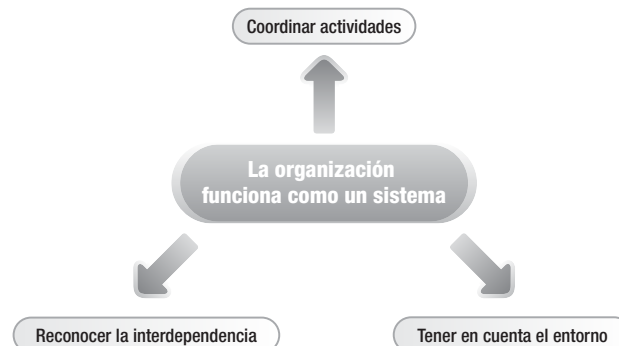 Coordinar actividades
La organización
funciona como un sistema
Reconocer la interdependencia
Tener en cuenta el entorno